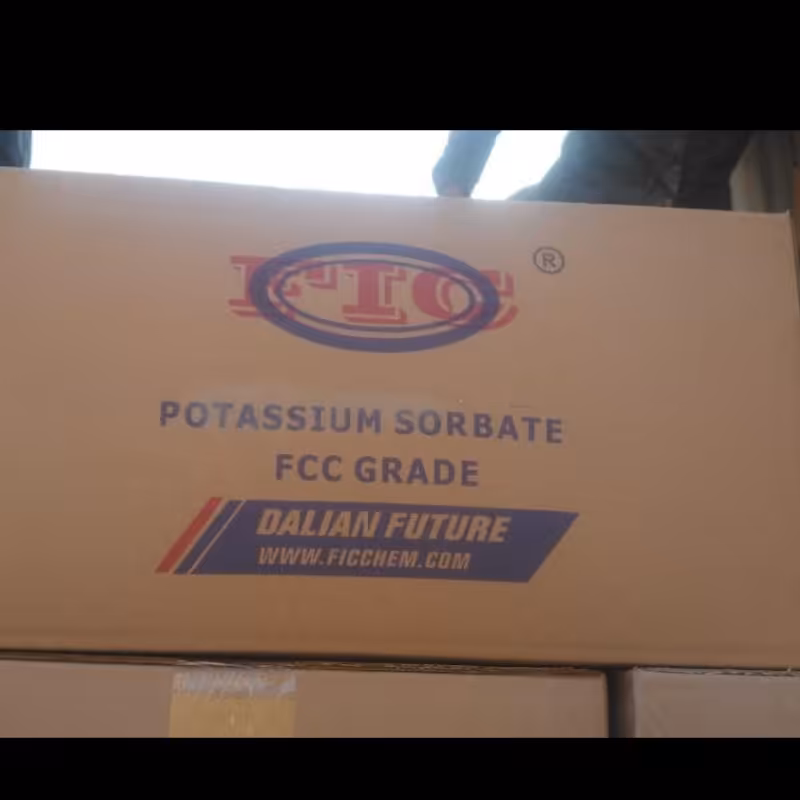 FIC ®
POTASSIUM SORBATE
FCC GRADE
DALIAN FUTURE
WWW.FICCHEM.COM